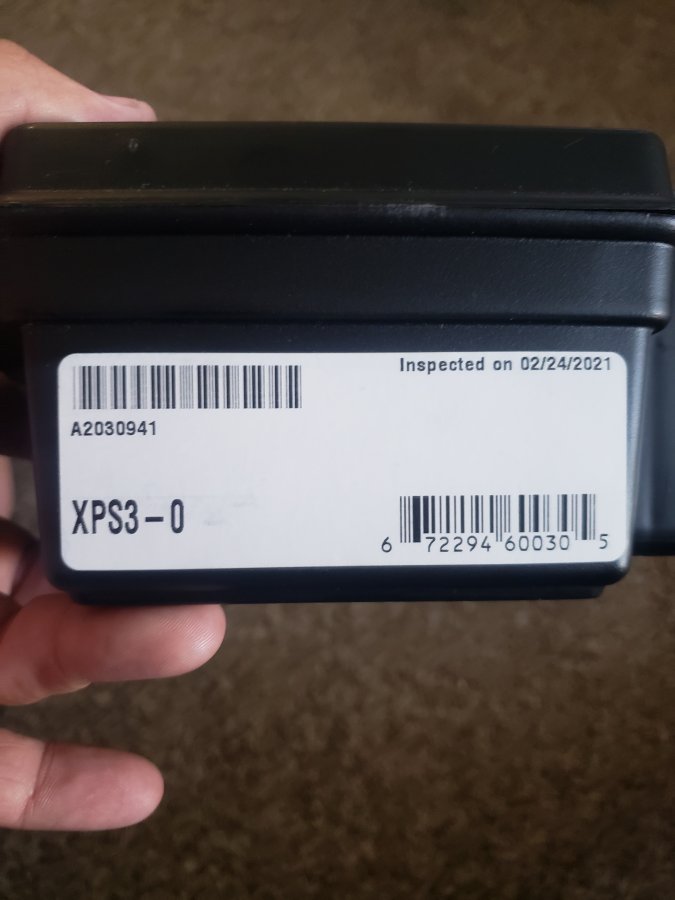 Inspected on 02/24/2021
A2030941
XPS3-0
6 72294 60030 5